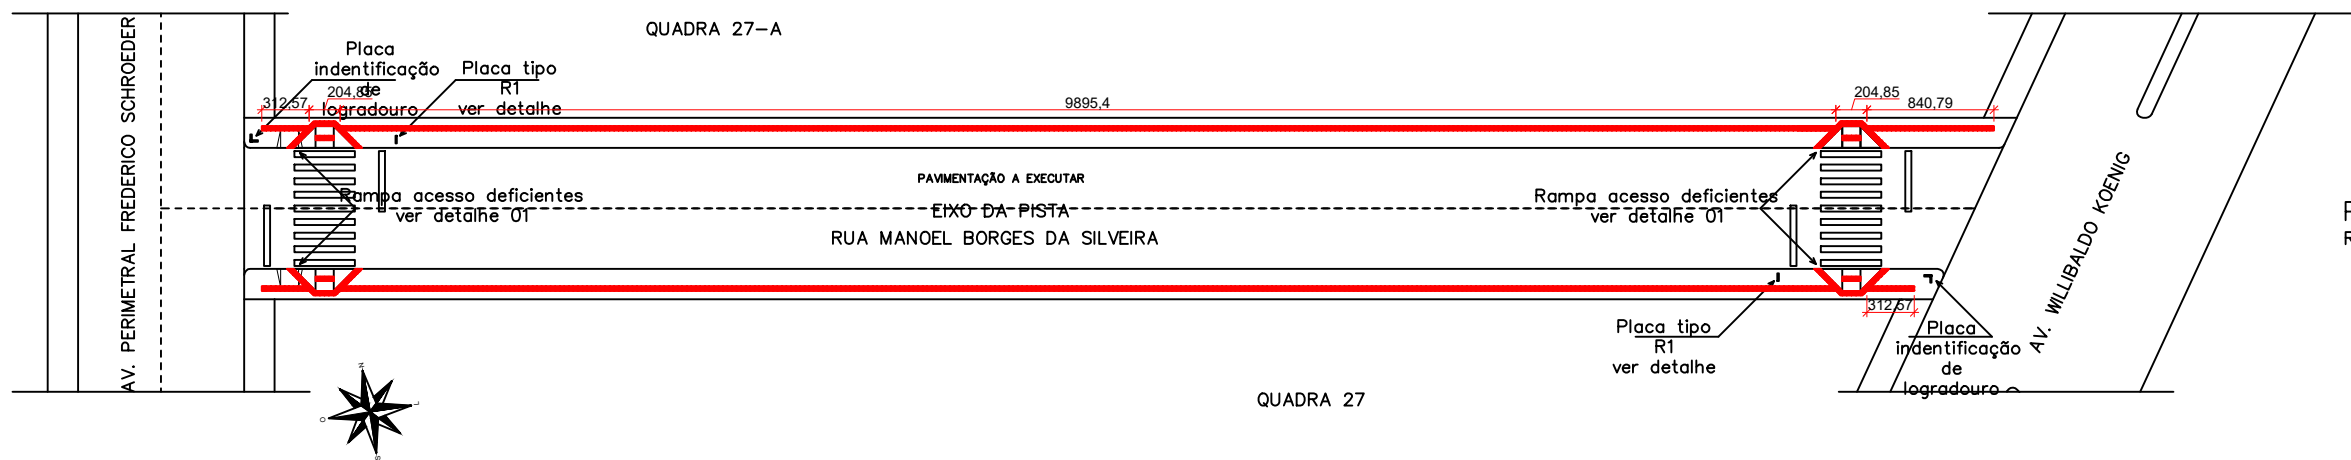 QUADRA 27-A
Placa
indentificação
de
logradouro
Placa tipo
R1
ver detalhe
312,57
204,85
9895,4
204,85
840,79
AV. PERIMETRAL FREDERICO SCHROEDER
PAVIMENTAÇÃO A EXECUTAR
Rampa acesso deficientes
ver detalhe 01
EIXO DA PISTA
RUA MANOEL BORGES DA SILVEIRA
Rampa acesso deficientes
ver detalhe 01
AV. WILLIBALDO KOENIG
312,57
Placa tipo
R1
ver detalhe
Placa
indentificação
de
logradouro
QUADRA 27
N
L
S
O